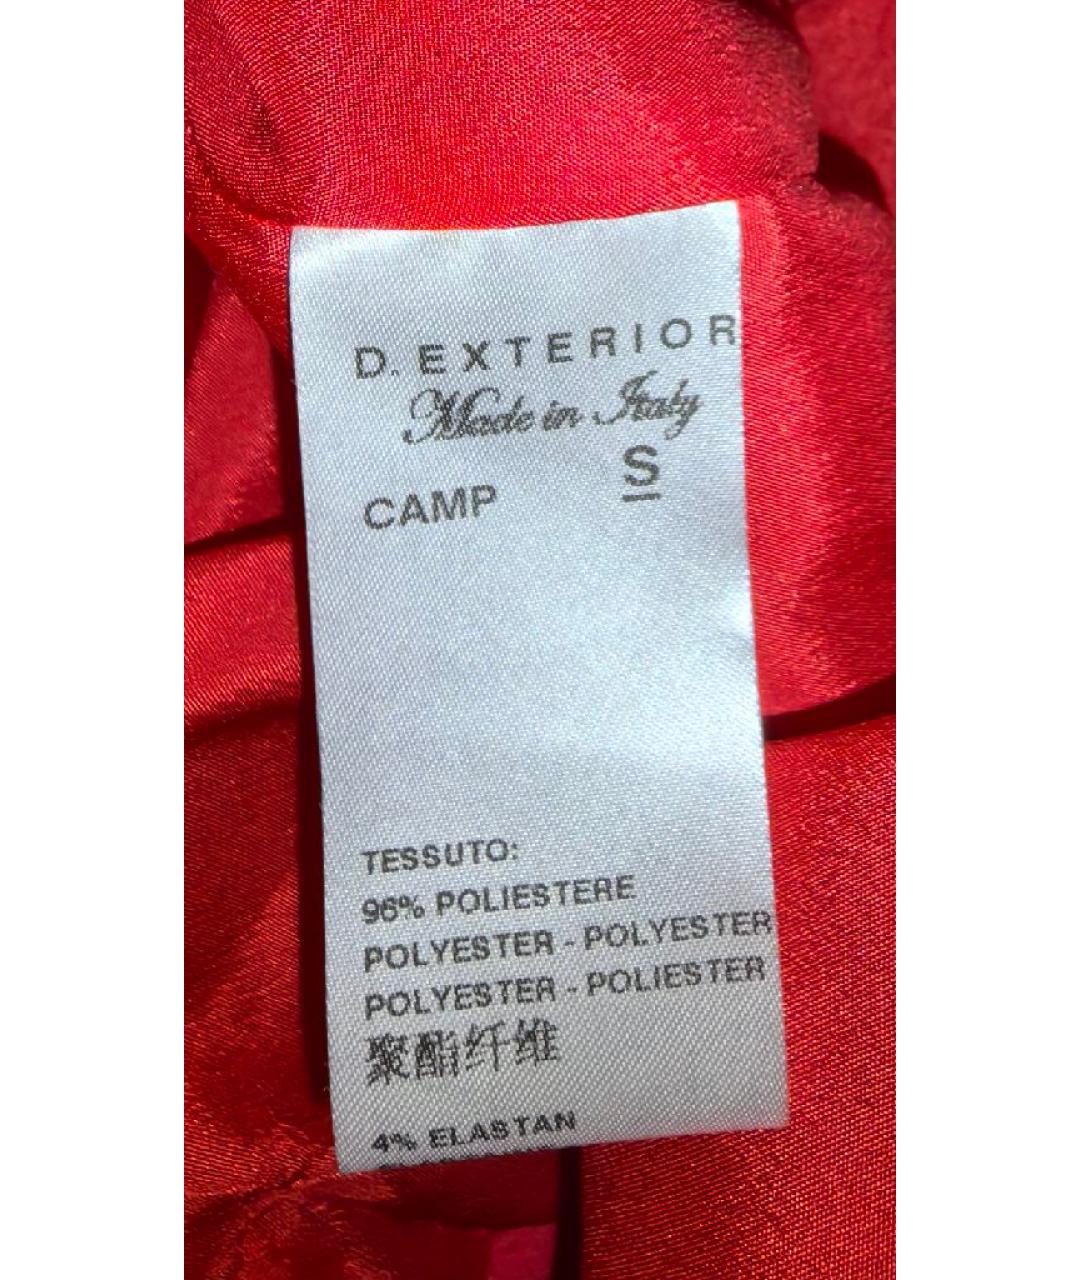 D. EXTERIOR
Made in Italy
S
CAMP
TESSUTO:
96% POLIESTERE
POLYESTER - POLYESTER
POLYESTER - POLIESTER
聚酯纤维
4% ELASTAN